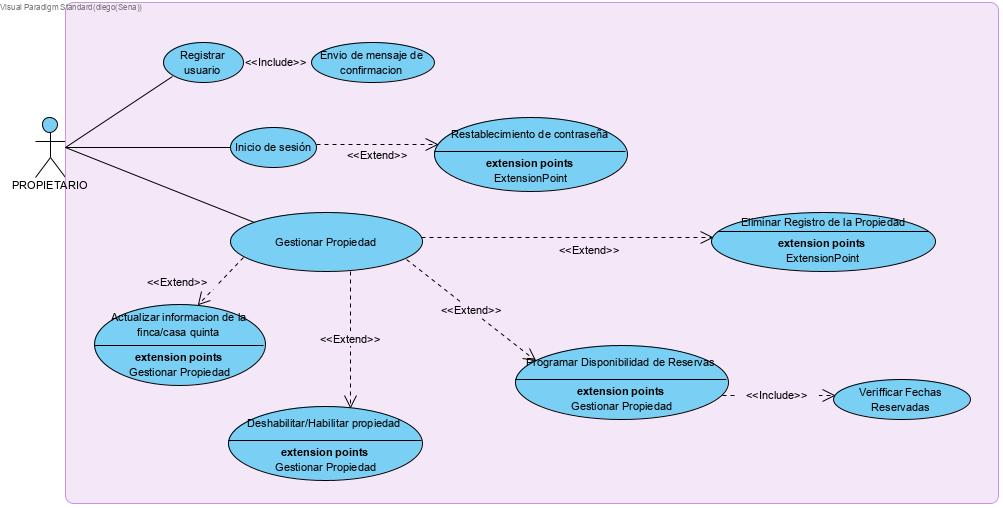 Visual Paradigm Standard(diego(Sena))
Registrar
usuario
<<Include>>
Envio de mensaje de
confirmacion
PROPIETARIO
Inicio de sesión
<<Extend>>
Restablecimiento de contraseña
extension points
ExtensionPoint
Gestionar Propiedad
<<Extend>>
Eliminar Registro de la Propiedad
extension points
ExtensionPoint
<<Extend>>
Actualizar informacion de la
finca/casa quinta
extension points
Gestionar Propiedad
<<Extend>>
Deshabilitar/Habilitar propiedad
extension points
Gestionar Propiedad
<<Extend>>
Programar Disponibilidad de Reservas
extension points
Gestionar Propiedad
<<Include>>
Verifficar Fechas
Reservadas